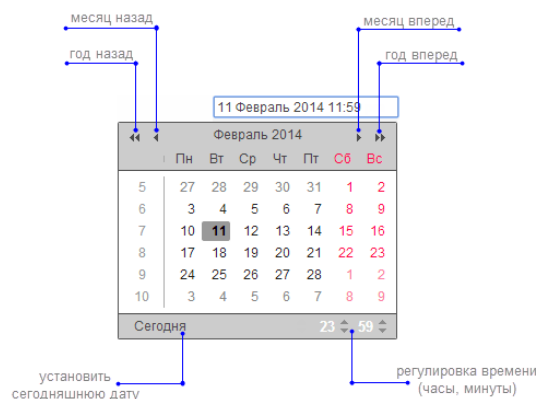 месяц назад
месяц вперед
год назад
год вперед
11 Февраль 2014 11:59
Февраль 2014
Пн Вт Ср Чт Пт Сб Вс
5 27 28 29 30 31 1 2
6 3 4 5 6 7 8 9
7 10 11 12 13 14 15 16
8 17 18 19 20 21 22 23
9 24 25 26 27 28 1 2
10 3 4 5 6 7 8 9
Сегодня 23 59
установить
сегодняшнюю дату
регулировка времени
(часы, минуты)